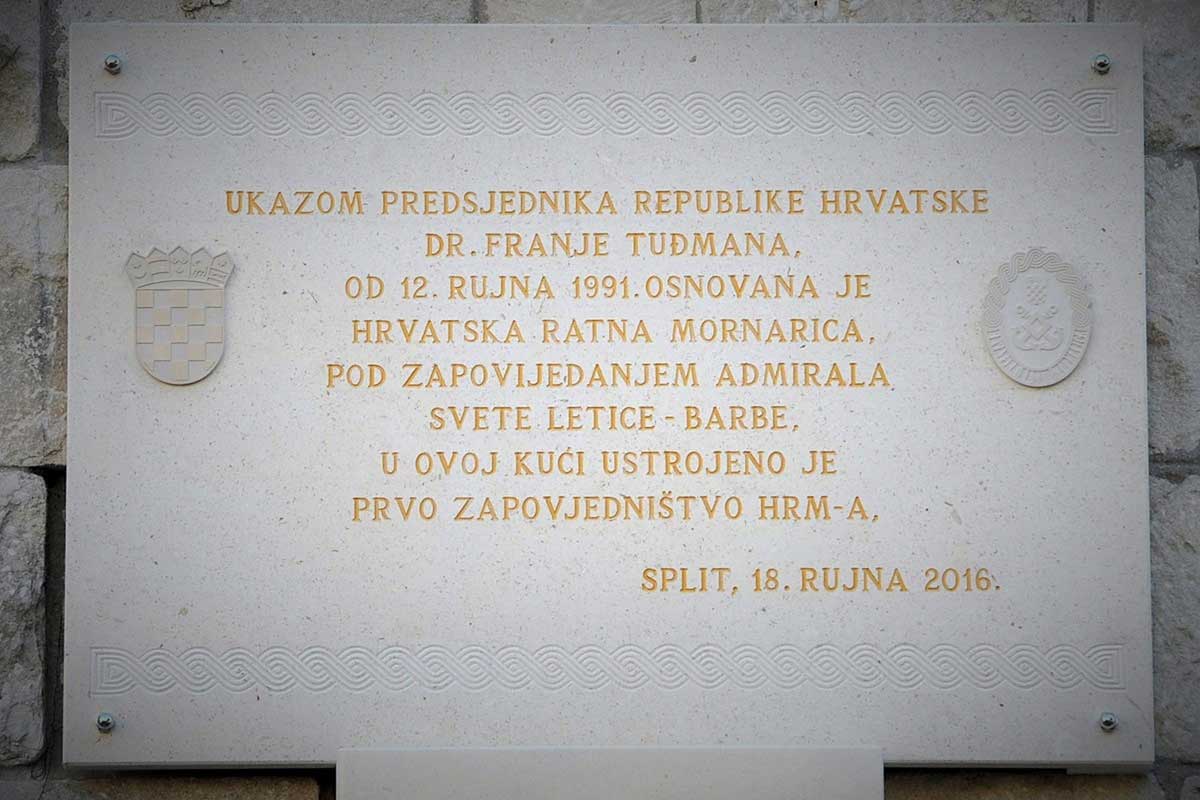 UKAZOM PREDSJEDNIKA REPUBLIKE HRVATSKE
DR. FRANJE TUĐMANA,
OD 12. RUJNA 1991. OSNOVANA JE
HRVATSKA RATNA MORNARICA,
POD ZAPOVIJEDANJEM ADMIRALA
SVETE LETICE - BARBE,
U OVOJ KUĆI USTROJENO JE
PRVO ZAPOVJEDNIŠTVO HRM-A,
SPLIT, 18. RUJNA 2016.